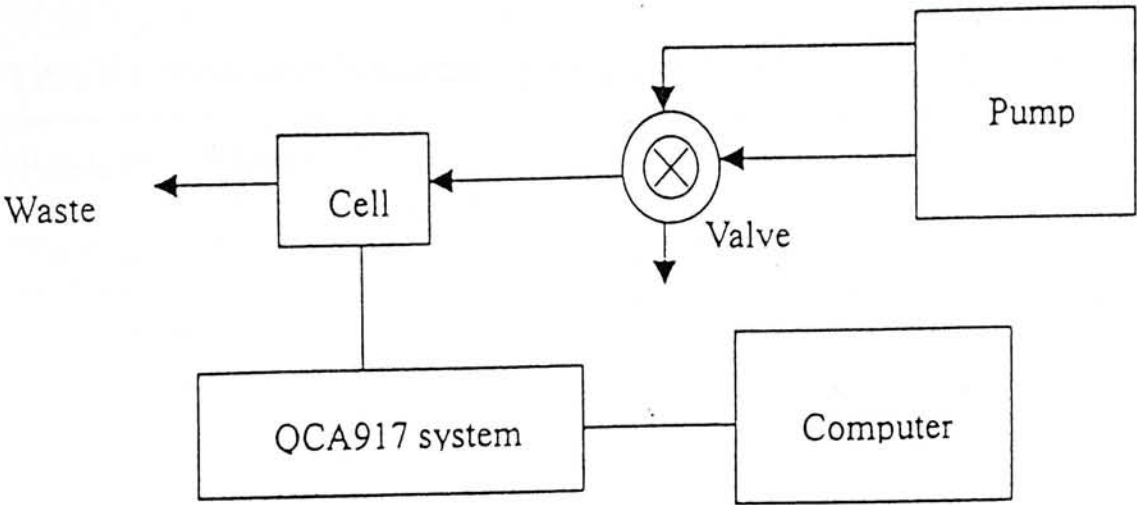 Pump
Waste
Cell
Valve
QCA917 system
Computer